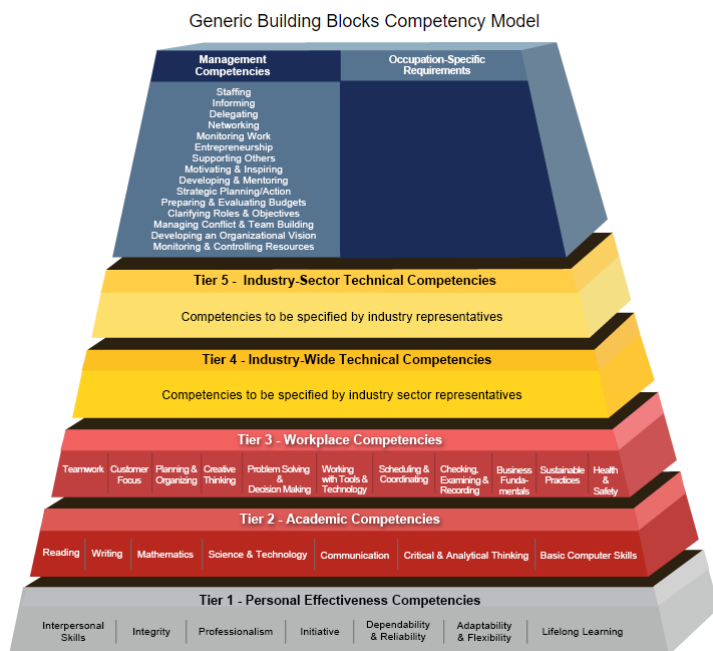 Generic Building Blocks Competency Model
Management
Competencies
Occupation-Specific
Requirements
Staffing
Informing
Delegating
Networking
Monitoring Work
Entrepreneurship
Supporting Others
Motivating & Inspiring
Developing & Mentoring
Strategic Planning/Action
Preparing & Evaluating Budgets
Clarifying Roles & Objectives
Managing Conflict & Team Building
Developing an Organizational Vision
Monitoring & Controlling Resources
Tier 5 - Industry-Sector Technical Competencies
Competencies to be specified by industry representatives
Tier 4 - Industry-Wide Technical Competencies
Competencies to be specified by industry sector representatives
Tier 3 - Workplace Competencies
Teamwork
Customer
Focus
Planning &
Organizing
Creative
Thinking
Problem Solving
&
Decision Making
Working
with Tools &
Technology
Scheduling &
Coordinating
Checking,
Examining &
Recording
Business
Funda-
mentals
Sustainable
Practices
Health
&
Safety
Tier 2 - Academic Competencies
Reading
Writing
Mathematics
Science & Technology
Communication
Critical & Analytical Thinking
Basic Computer Skills
Tier 1 - Personal Effectiveness Competencies
Interpersonal
Skills
Integrity
Professionalism
Initiative
Dependability
& Reliability
Adaptability
& Flexibility
Lifelong Learning